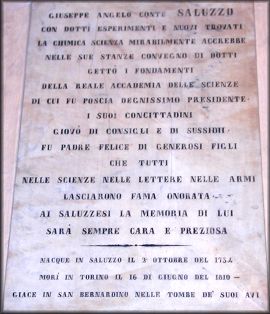 GIUSEPPE ANGELO CONTE SALUZZO
CON DOTTI ESPERIMENTI E NUOVI TROVATI
LA CHIMICA SCIENZA MIRABILMENTE ACCREBBE
NELLE SUE STANZE CONVEGNO DI DOTTI
GETTÒ I FONDAMENTI
DELLA REALE ACCADEMIA DELLE SCIENZE
DI CUI FU POSCIA DEGNISSIMO PRESIDENTE
I SUOI CONCITTADINI
GIOVÒ DI CONSIGLI E DI SUSSIDII
FU PADRE FELICE DI GENEROSI FIGLI
CHE TUTTI
NELLE SCIENZE NELLE LETTERE NELLE ARMI
LASCIARONO FAMA ONORATA
AI SALUZZESI LA MEMORIA DI LUI
SARÀ SEMPRE CARA E PREZIOSA
NACQUE IN SALUZZO IL 2 OTTOBRE DEL 1734
MORÌ IN TORINO IL 16 DI GIUGNO DEL 1810
GIACE IN SAN BERNARDINO NELLE TOMBE DE' SUOI AVI